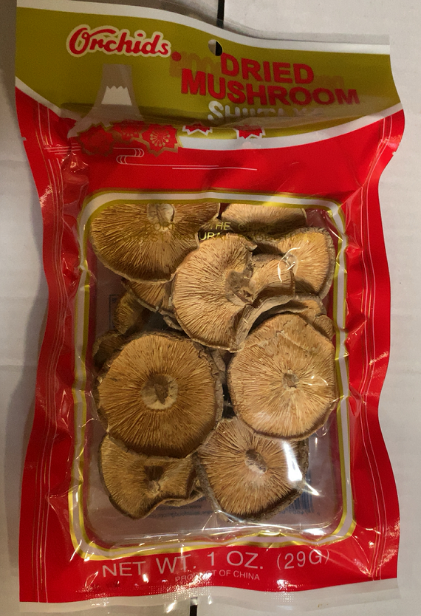 Orchids
DRIED
MUSHROOM
NET WT. 1 OZ. (29G)
PRODUCT OF CHINA